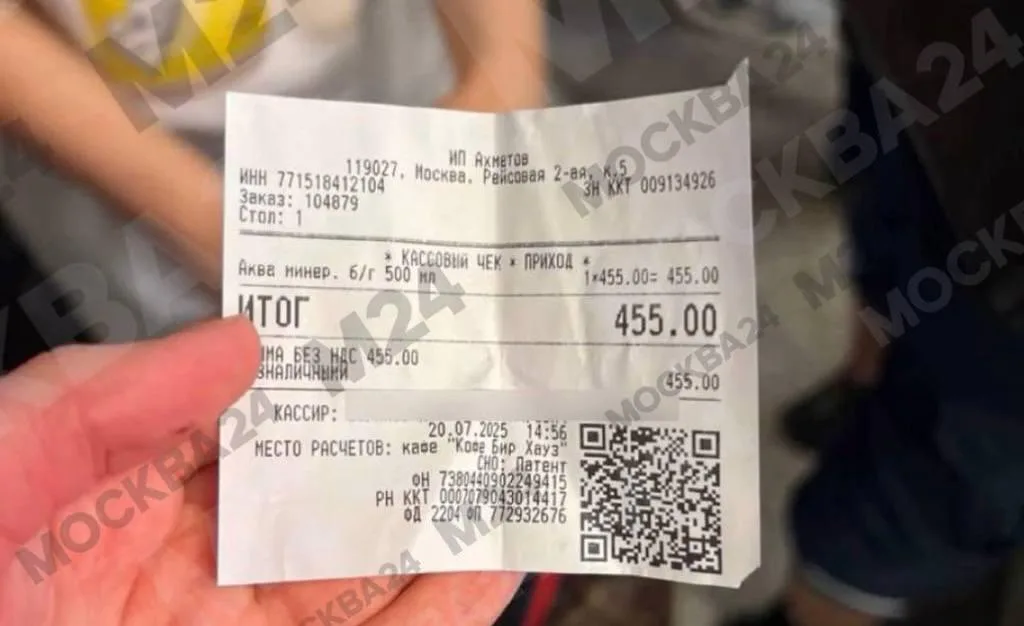 ИП Ахметов
119027, Москва, Рейсовая 2-ая, к.5
ИНН 771518412104 ЗН ККТ 009134926
Заказ: 104879
Стол: 1
* КАССОВЫЙ ЧЕК * ПРИХОД *
Аква минер. б/г 500 мл 1*455.00= 455.00
ИТОГ 455.00
БЕЗ НДС 455.00
455.00
КАССИР:
20.07.2025 14:56
МЕСТО РАСЧЕТОВ: кафе "Кофе Бир Хауз"
СНО: Патент
ФН 7380440902249415
РН ККТ 0007079043014417
ФД 2204 ФП 772932676
МОСКВА24
М24